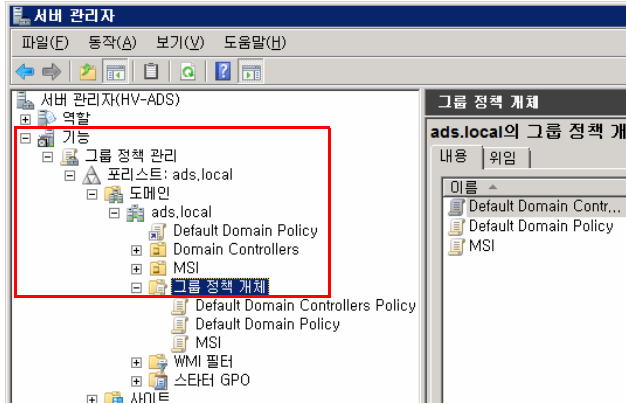 서버 관리자
파일(F) 동작(A) 보기(V) 도움말(H)
서버 관리자(HV-ADS)
역할
기능
그룹 정책 관리
포리스트: ads.local
도메인
ads.local
Default Domain Policy
Domain Controllers
MSI
그룹 정책 개체
Default Domain Controllers Policy
Default Domain Policy
MSI
WMI 필터
스타터 GPO
사이트
그룹 정책 개체
ads.local의 그룹 정책 개
내용 위임
이름
Default Domain Contr...
Default Domain Policy
MSI